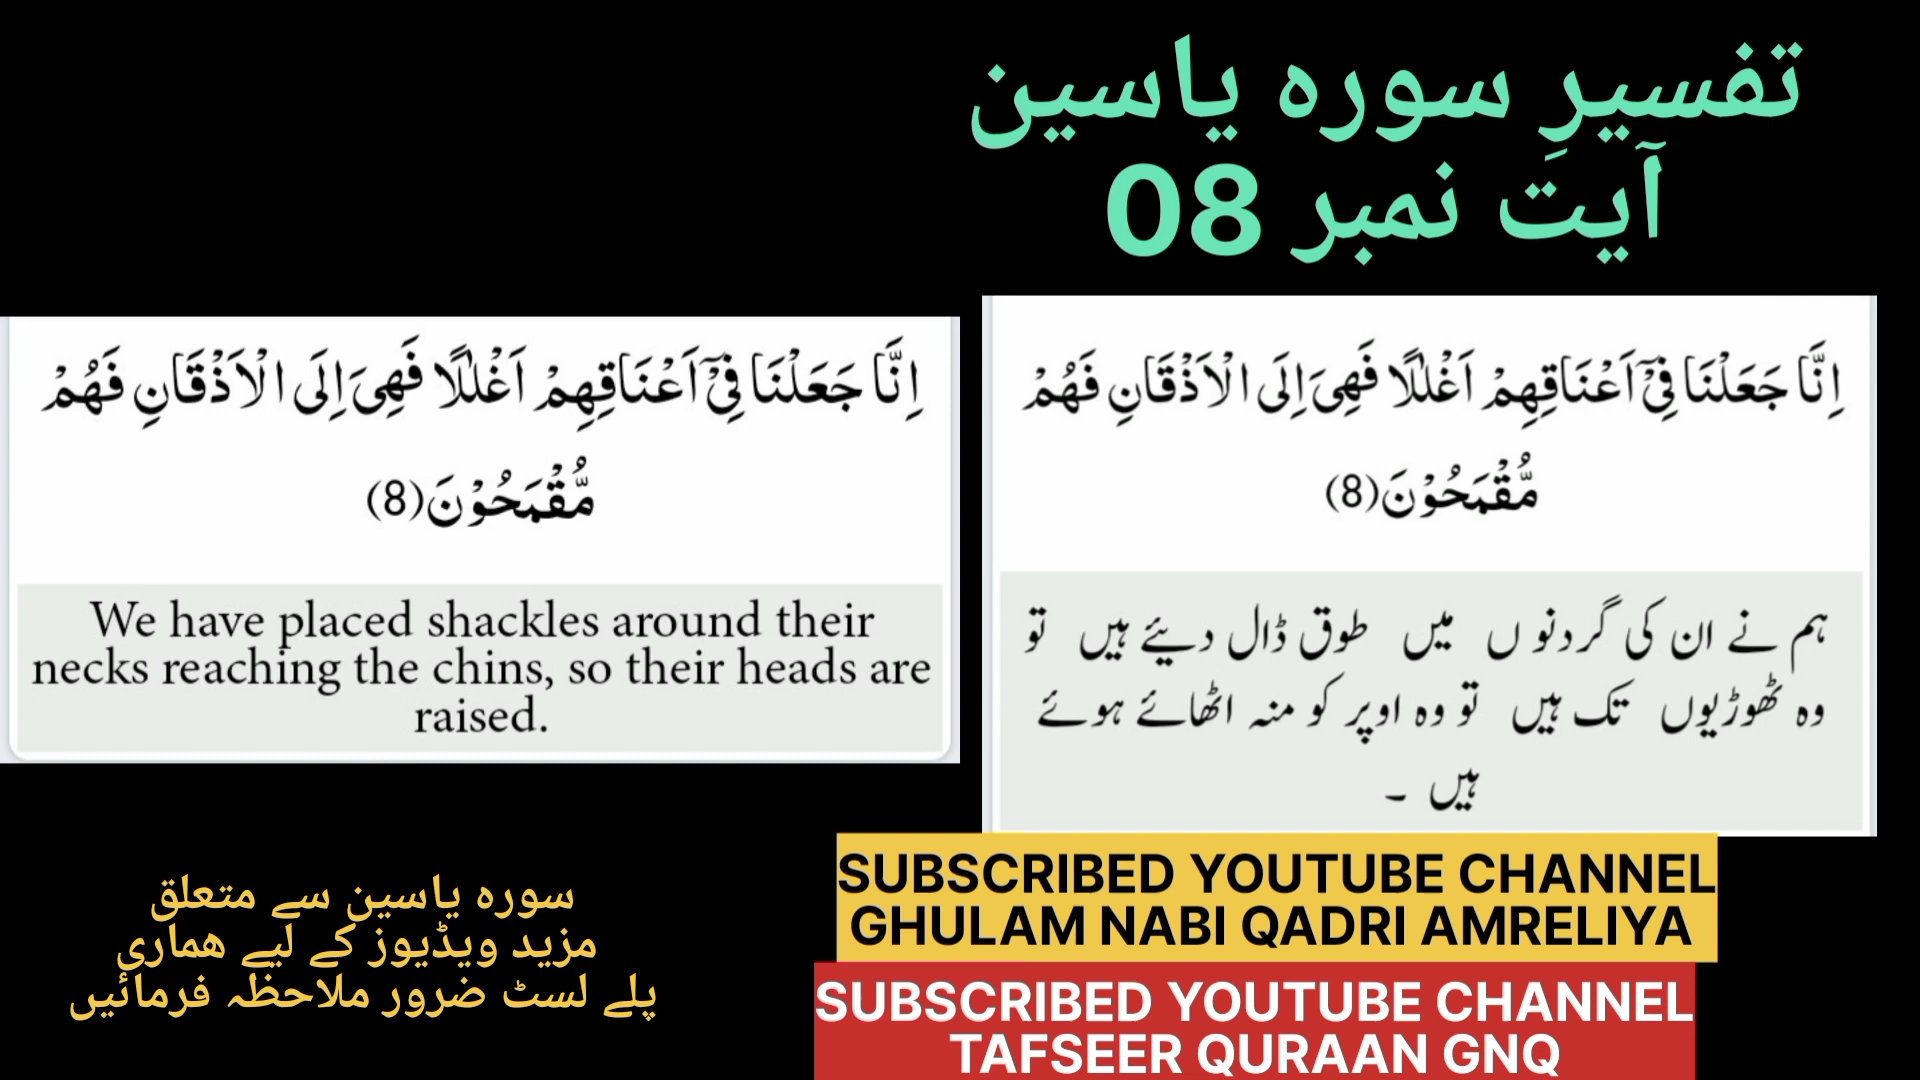 تفسیرِ سورہ یاسین
آیت نمبر 08
اِنَّا جَعَلْنَا فِیْۤ اَعْنَاقِهِمْ اَغْلٰلًا فَهِیَ اِلَى الْاَذْقَانِ فَهُمْ
مُّقْمَحُوْنَ(8)
We have placed shackles around their
necks reaching the chins, so their heads are
raised.
اِنَّا جَعَلْنَا فِیْۤ اَعْنَاقِهِمْ اَغْلٰلًا فَهِیَ اِلَى الْاَذْقَانِ فَهُمْ
مُّقْمَحُوْنَ(8)
ہم نے ان کی گردنو ں میں طوق ڈال دیئے ہیں تو
وہ ٹھوڑیوں تک ہیں تو وہ اوپر کو منہ اٹھائے ہوئے
ہیں ۔
سورہ یاسین سے متعلق
مزید ویڈیوز کے لیے ھماری
پلے لسٹ ضرور ملاحظہ فرمائیں
SUBSCRIBED YOUTUBE CHANNEL
GHULAM NABI QADRI AMRELIYA
SUBSCRIBED YOUTUBE CHANNEL
TAFSEER QURAAN GNQ